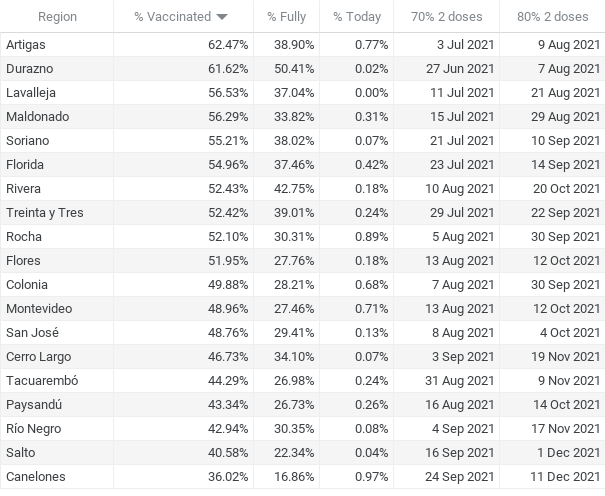 Region % Vaccinated % Fully % Today 70% 2 doses 80% 2 doses
Artigas 62.47% 38.90% 0.77% 3 Jul 2021 9 Aug 2021
Durazno 61.62% 50.41% 0.02% 27 Jun 2021 7 Aug 2021
Lavalleja 56.53% 37.04% 0.00% 11 Jul 2021 21 Aug 2021
Maldonado 56.29% 33.82% 0.31% 15 Jul 2021 29 Aug 2021
Soriano 55.21% 38.02% 0.07% 21 Jul 2021 10 Sep 2021
Florida 54.96% 37.46% 0.42% 23 Jul 2021 14 Sep 2021
Rivera 52.43% 42.75% 0.18% 10 Aug 2021 20 Oct 2021
Treinta y Tres 52.42% 39.01% 0.24% 29 Jul 2021 22 Sep 2021
Rocha 52.10% 30.31% 0.89% 5 Aug 2021 30 Sep 2021
Flores 51.95% 27.76% 0.18% 13 Aug 2021 12 Oct 2021
Colonia 49.88% 28.21% 0.68% 7 Aug 2021 30 Sep 2021
Montevideo 48.96% 27.46% 0.71% 13 Aug 2021 12 Oct 2021
San José 48.76% 29.41% 0.13% 8 Aug 2021 4 Oct 2021
Cerro Largo 46.73% 34.10% 0.07% 3 Sep 2021 19 Nov 2021
Tacuarembó 44.29% 26.98% 0.24% 31 Aug 2021 9 Nov 2021
Paysandú 43.34% 26.73% 0.26% 16 Aug 2021 14 Oct 2021
Río Negro 42.94% 30.35% 0.08% 4 Sep 2021 17 Nov 2021
Salto 40.58% 22.34% 0.04% 16 Sep 2021 1 Dec 2021
Canelones 36.02% 16.86% 0.97% 24 Sep 2021 11 Dec 2021